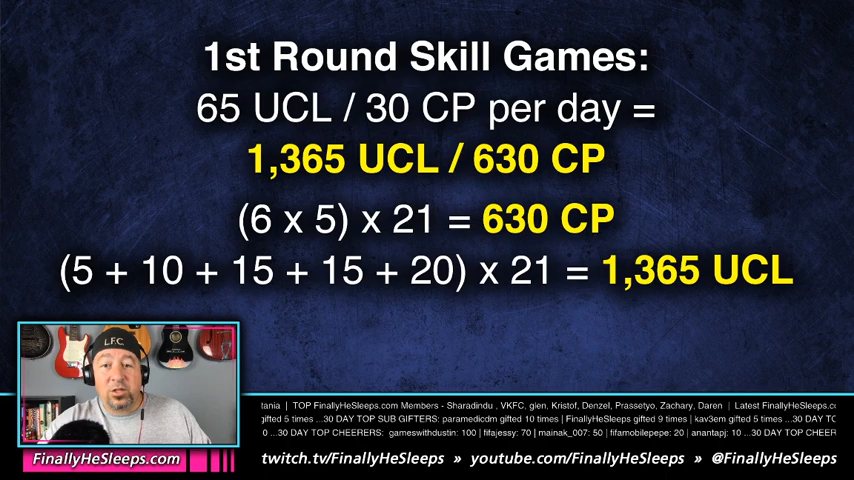 1st Round Skill Games:
65 UCL / 30 CP per day =
1,365 UCL / 630 CP
(6 x 5) x 21 = 630 CP
(5 + 10 + 15 + 15 + 20) x 21 = 1,365 UCL
L.F.C.
tania | TOP FinallyHeSleeps.com Members - Sharadindu , VKFC, glen, Kristof, Denzel, Prassetyo, Zachary, Daren | Latest FinallyHeSleeps.co
gifted 5 times ...30 DAY TOP SUB GIFTERS: paramedicdm gifted 10 times | FinallyHeSleeps gifted 9 times | kav3em gifted 5 times ...30 DAY TC
0 ...30 DAY TOP CHEERERS: gameswithdustin: 100 | fifajessy: 70 | mainak_007: 50 | fifamobilepepe: 20 | anantapj: 10 ...30 DAY TOP CHEER
FinallyHeSleeps.com
twitch.tv/FinallyHeSleeps » youtube.com/FinallyHeSleeps » @FinallyHeSleeps